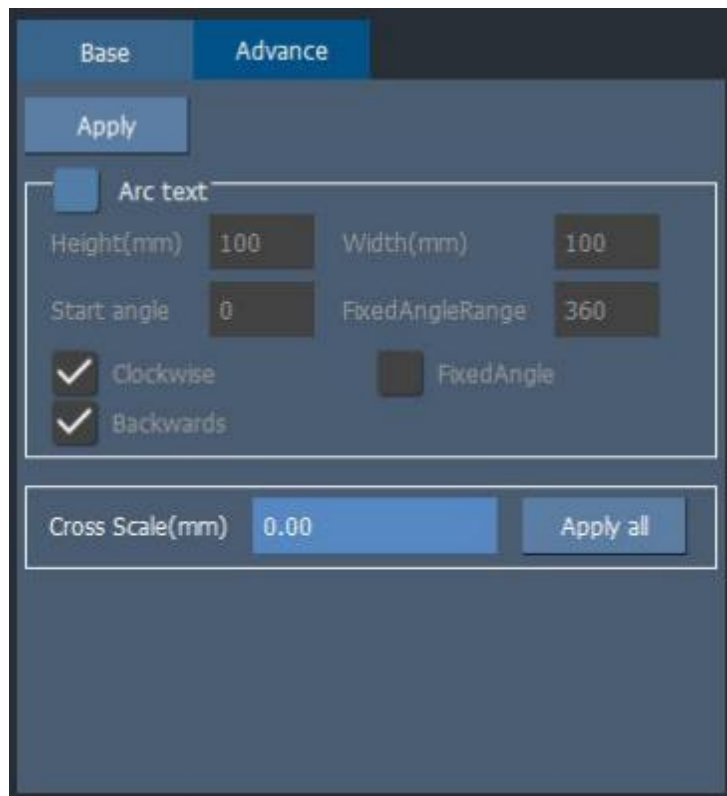 Base Advance
Apply
Arc text
Height(mm) 100 Width(mm) 100
Start angle 0 FixedAngleRange 360
Clockwise FixedAngle
Backwards
Cross Scale(mm) 0.00 Apply all